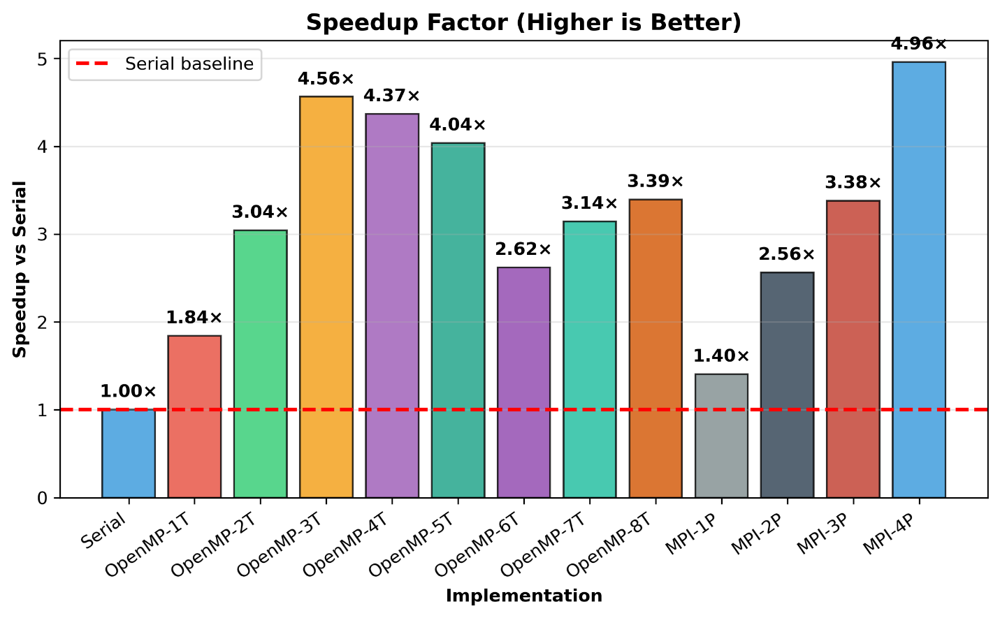 Speedup Factor (Higher is Better)
Serial baseline
Speedup vs Serial
5
4
3
2
1
0
1.00×
1.84×
3.04×
4.56×
4.37×
4.04×
2.62×
3.14×
3.39×
1.40×
2.56×
3.38×
4.96×
Serial
OpenMP-1T
OpenMP-2T
OpenMP-3T
OpenMP-4T
OpenMP-5T
OpenMP-6T
OpenMP-7T
OpenMP-8T
MPI-1P
MPI-2P
MPI-3P
MPI-4P
Implementation